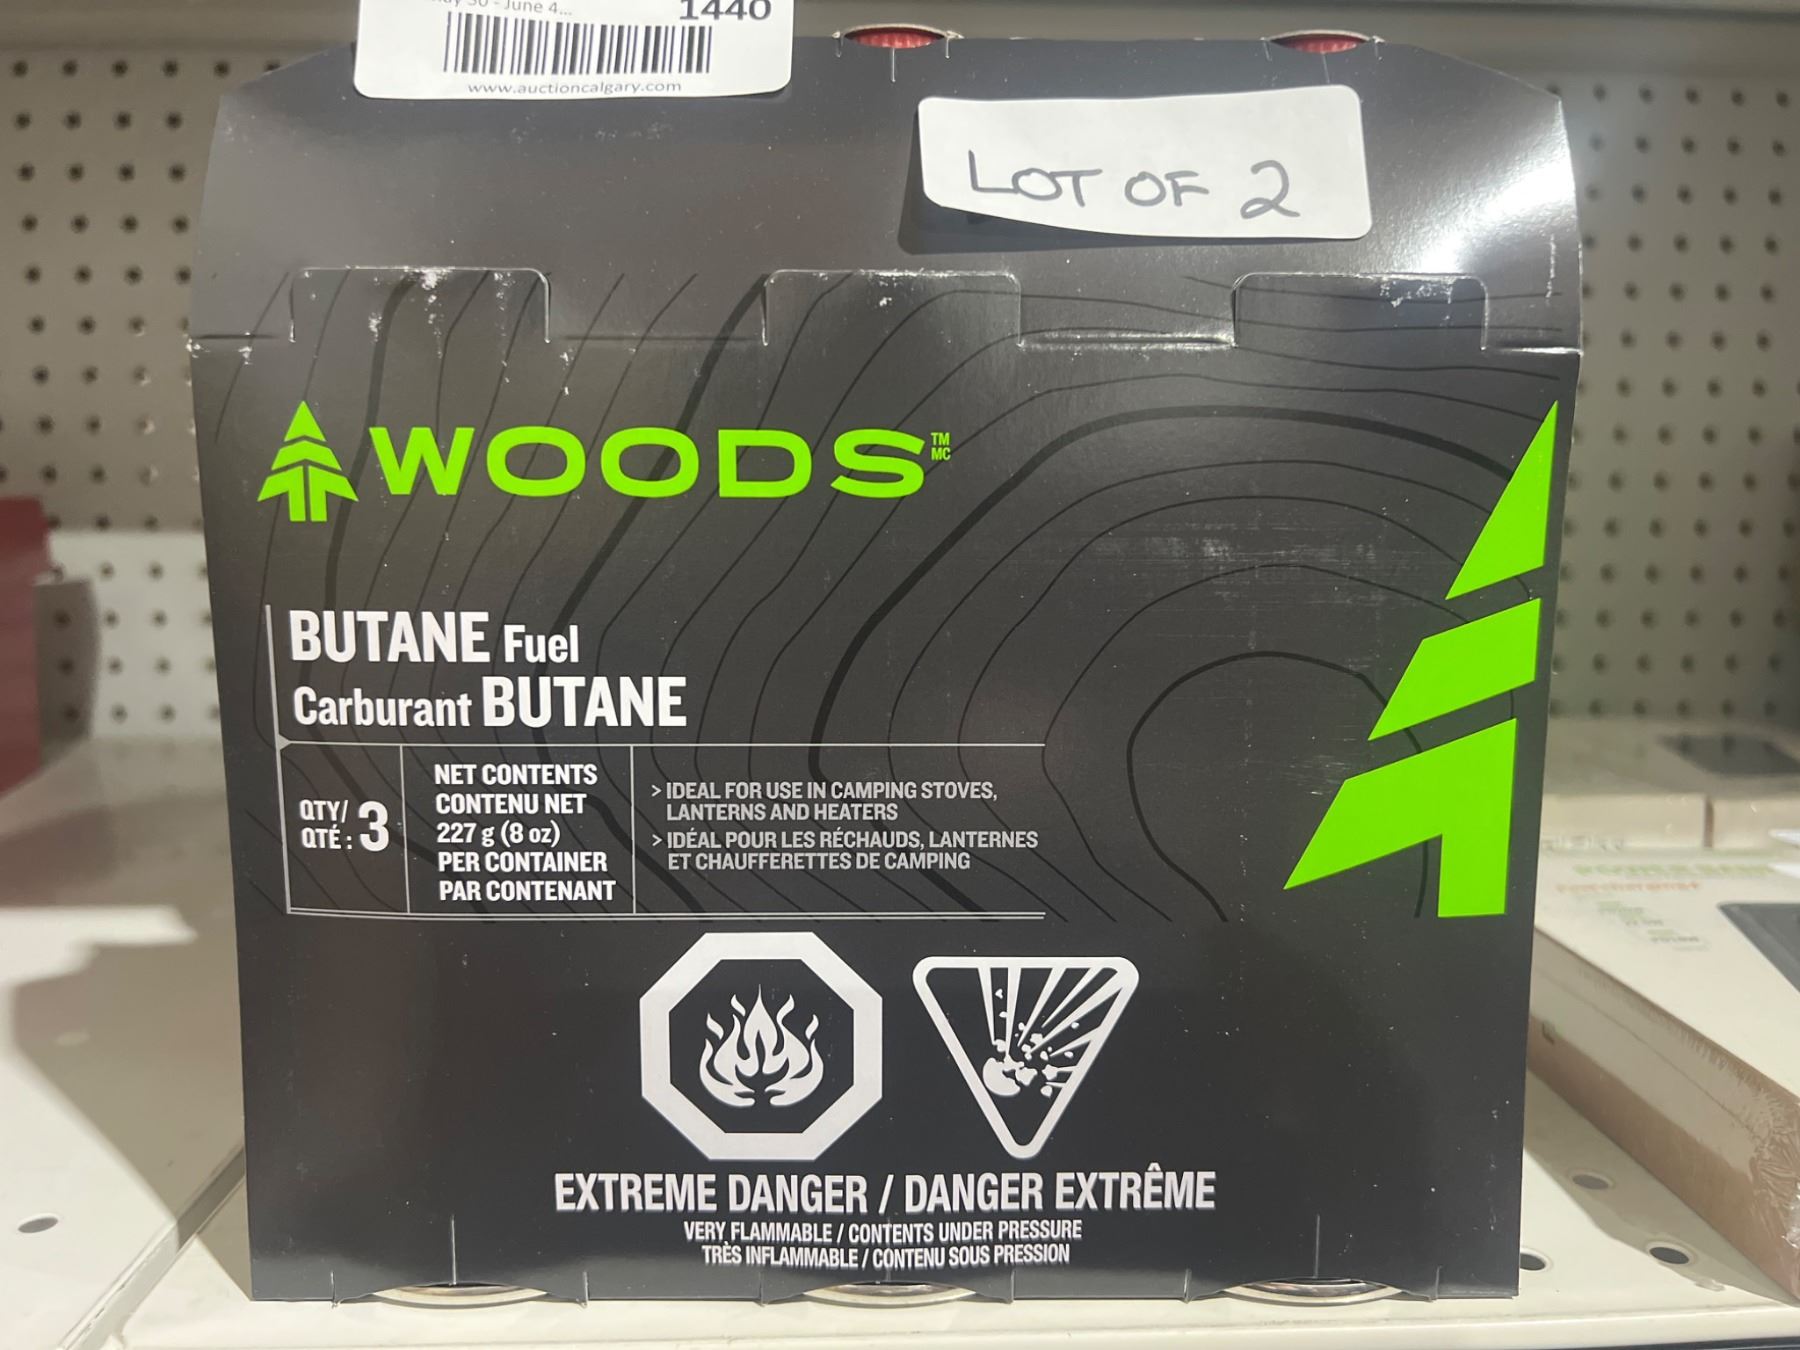 June 4...
1440
www.auctioncalgary.com
LOT OF 2
WOODS TM MC
BUTANE Fuel
Carburant BUTANE
QTY/
QTÉ : 3
NET CONTENTS
CONTENU NET
227 g (8 oz)
PER CONTAINER
PAR CONTENANT
> IDEAL FOR USE IN CAMPING STOVES,
LANTERNS AND HEATERS
> IDÉAL POUR LES RÉCHAUDS, LANTERNES
ET CHAUFFERETTES DE CAMPING
EXTREME DANGER / DANGER EXTRÊME
VERY FLAMMABLE / CONTENTS UNDER PRESSURE
TRÈS INFLAMMABLE / CONTENU SOUS PRESSION